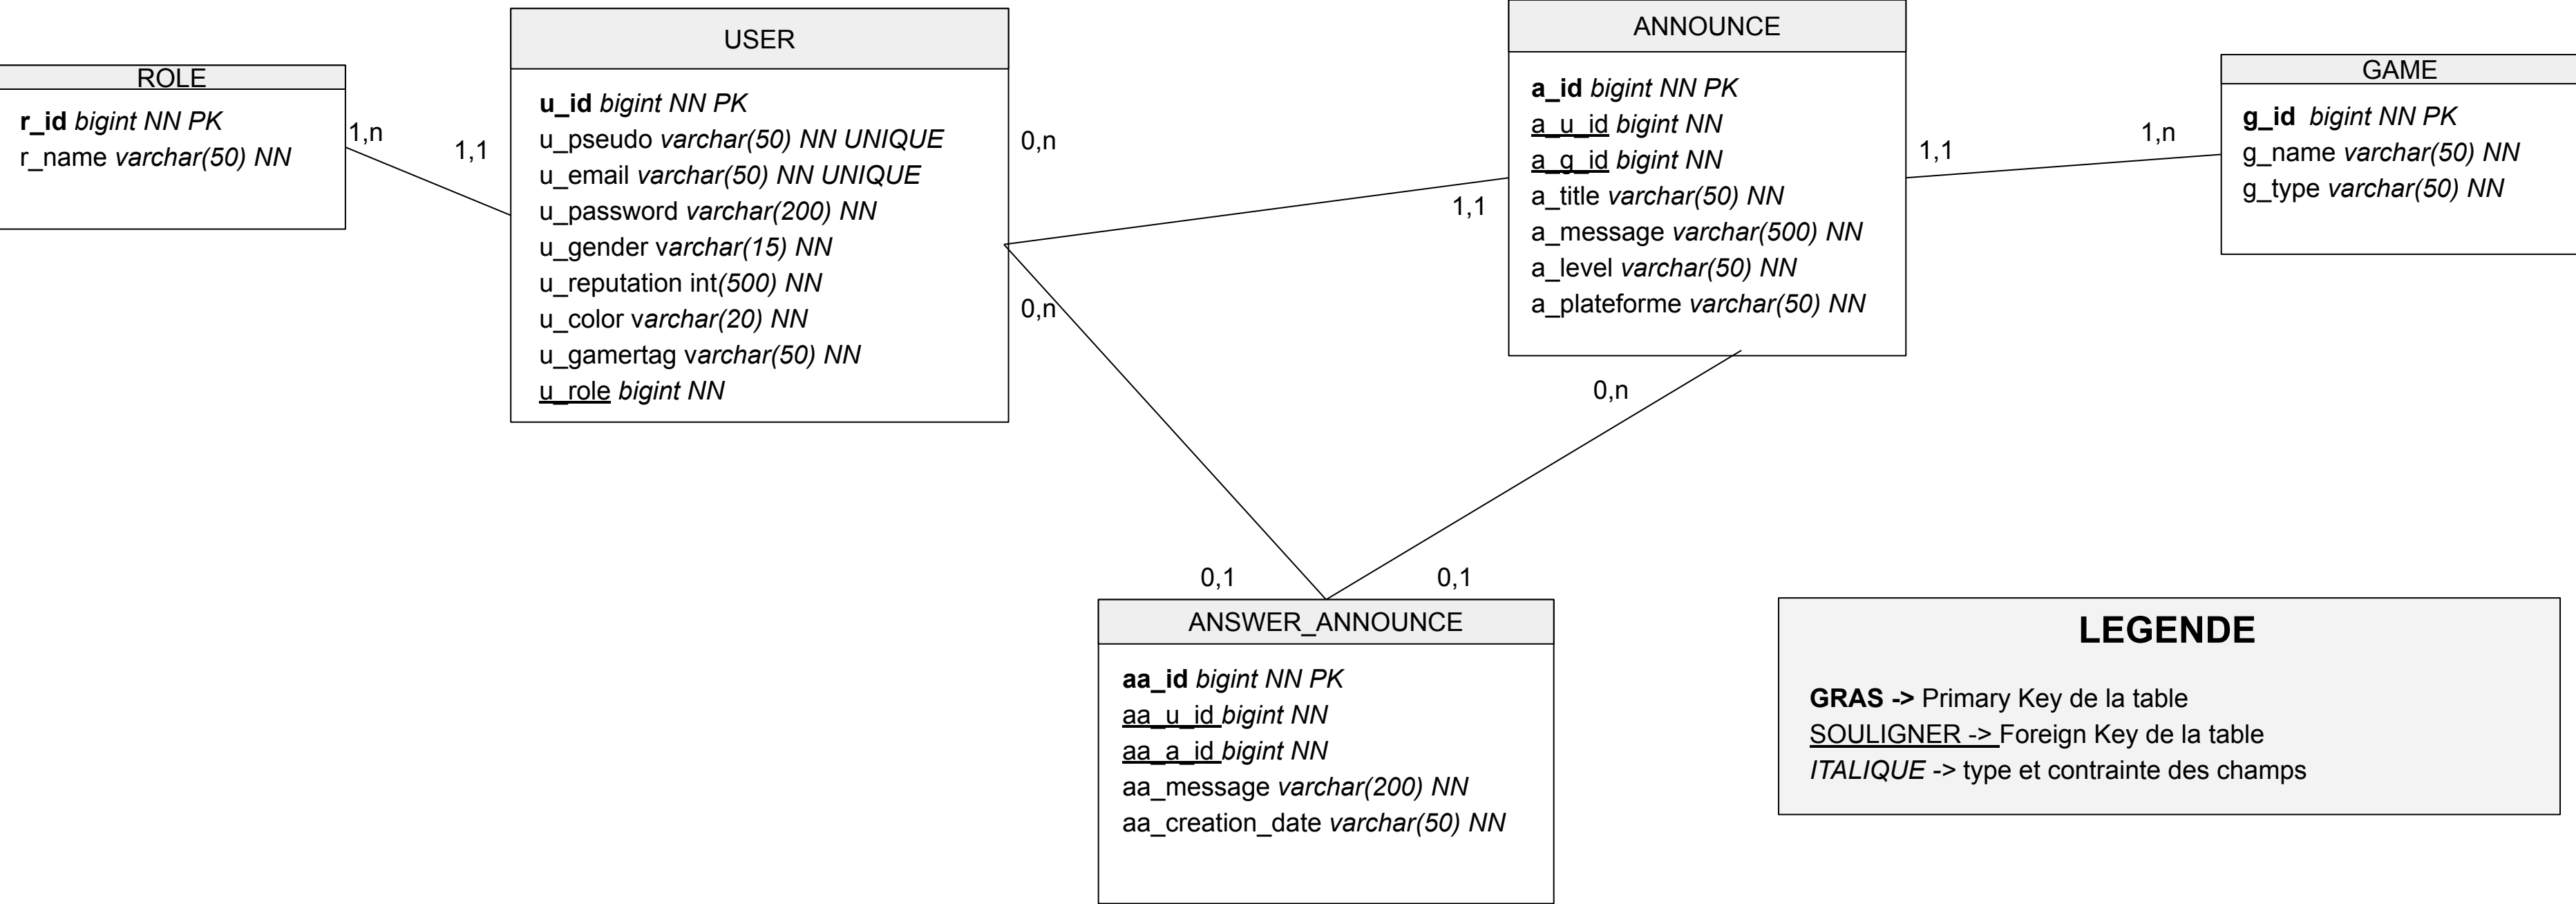 ROLE
r_id bigint NN PK
r_name varchar(50) NN
1,n
1,1
USER
u_id bigint NN PK
u_pseudo varchar(50) NN UNIQUE
u_email varchar(50) NN UNIQUE
u_password varchar(200) NN
u_gender varchar(15) NN
u_reputation int(500) NN
u_color varchar(20) NN
u_gamertag varchar(50) NN
u_role bigint NN
0,n
0,n
1,1
ANNOUNCE
a_id bigint NN PK
a_u_id bigint NN
a_g_id bigint NN
a_title varchar(50) NN
a_message varchar(500) NN
a_level varchar(50) NN
a_plateforme varchar(50) NN
1,1
1,n
GAME
g_id bigint NN PK
g_name varchar(50) NN
g_type varchar(50) NN
0,n
0,1
0,1
ANSWER_ANNOUNCE
aa_id bigint NN PK
aa_u_id bigint NN
aa_a_id bigint NN
aa_message varchar(200) NN
aa_creation_date varchar(50) NN
LEGENDE
GRAS -> Primary Key de la table
SOULIGNER -> Foreign Key de la table
ITALIQUE -> type et contrainte des champs